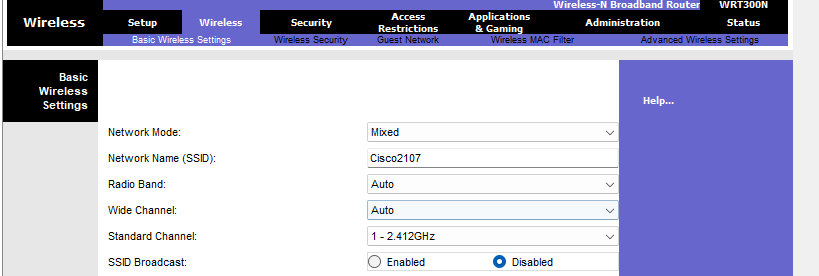 Wireless-N Broadband Router WRT300N
Wireless
Setup Wireless Security Access Restrictions Applications & Gaming Administration Status
Basic Wireless Settings Wireless Security Guest Network Wireless MAC Filter Advanced Wireless Settings
Basic
Wireless
Settings
Help...
Network Mode: Mixed
Network Name (SSID): Cisco2107
Radio Band: Auto
Wide Channel: Auto
Standard Channel: 1 - 2.412GHz
SSID Broadcast: Enabled Disabled